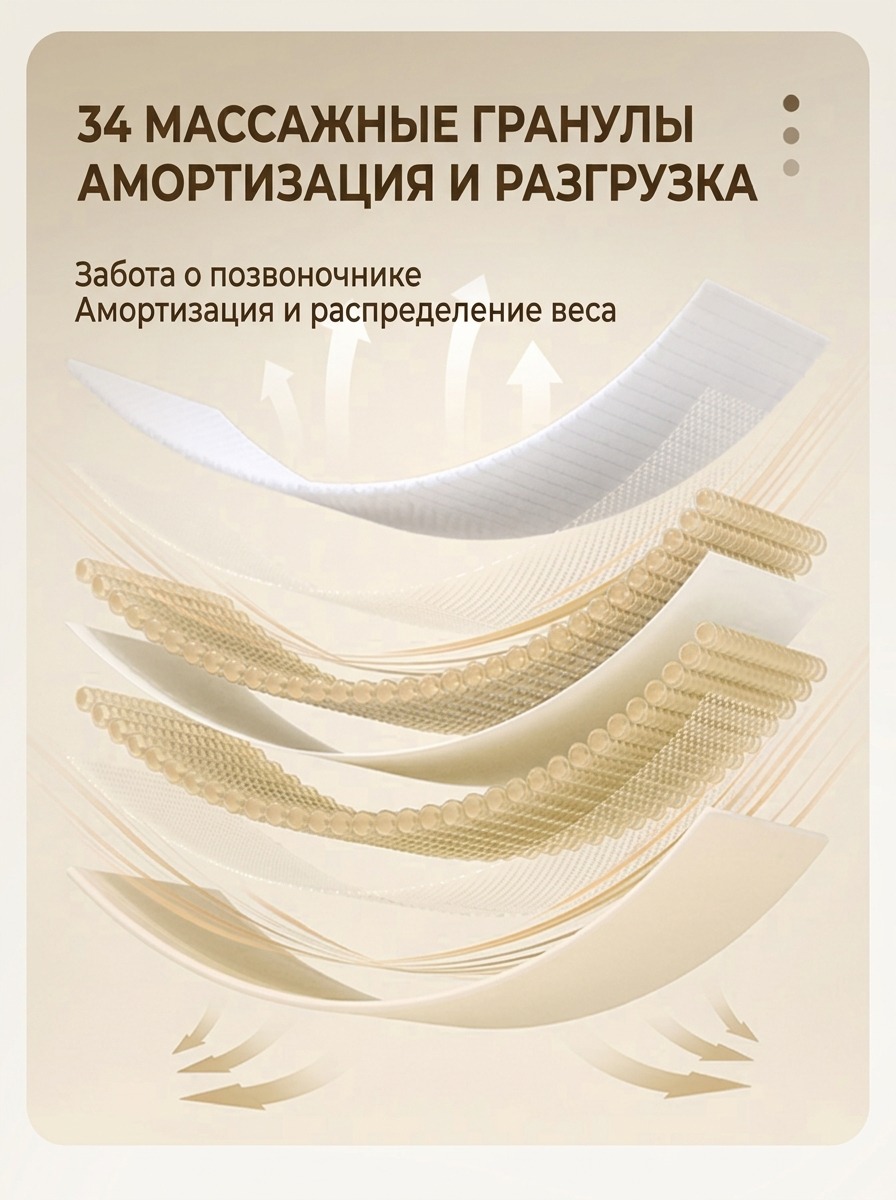 34 МАССАЖНЫЕ ГРАНУЛЫ
АМОРТИЗАЦИЯ И РАЗГРУЗКА
Забота о позвоночнике
Амортизация и распределение веса